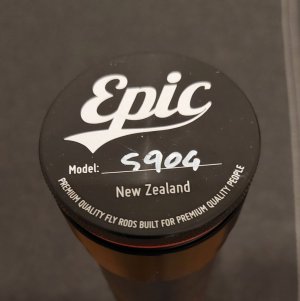 Epic
Model: S904
New Zealand
PREMIUM QUALITY FLY RODS BUILT FOR PREMIUM QUALITY PEOPLE